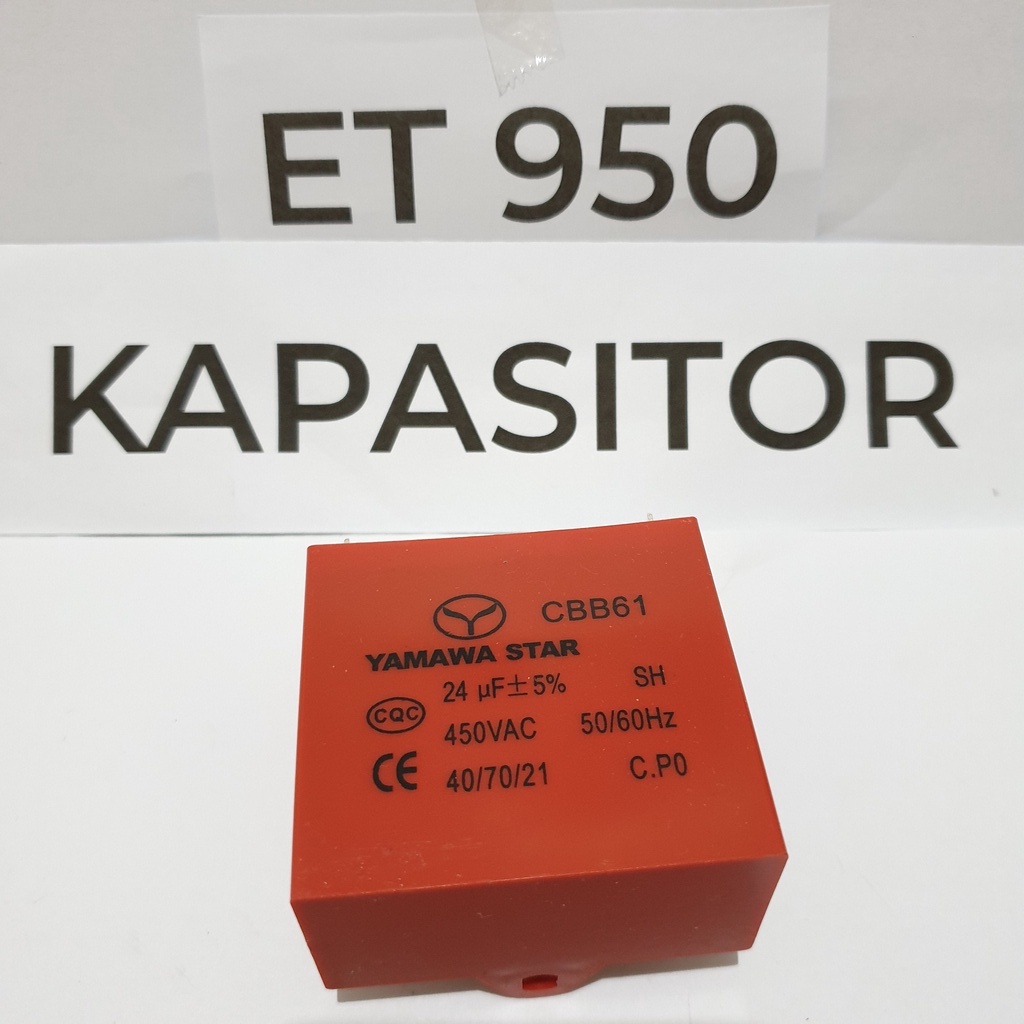 ET 950
KAPASITOR
CBB61
YAMAWA STAR
24 µF±5% SH
CQC
450VAC 50/60Hz
CE 40/70/21 C.P0